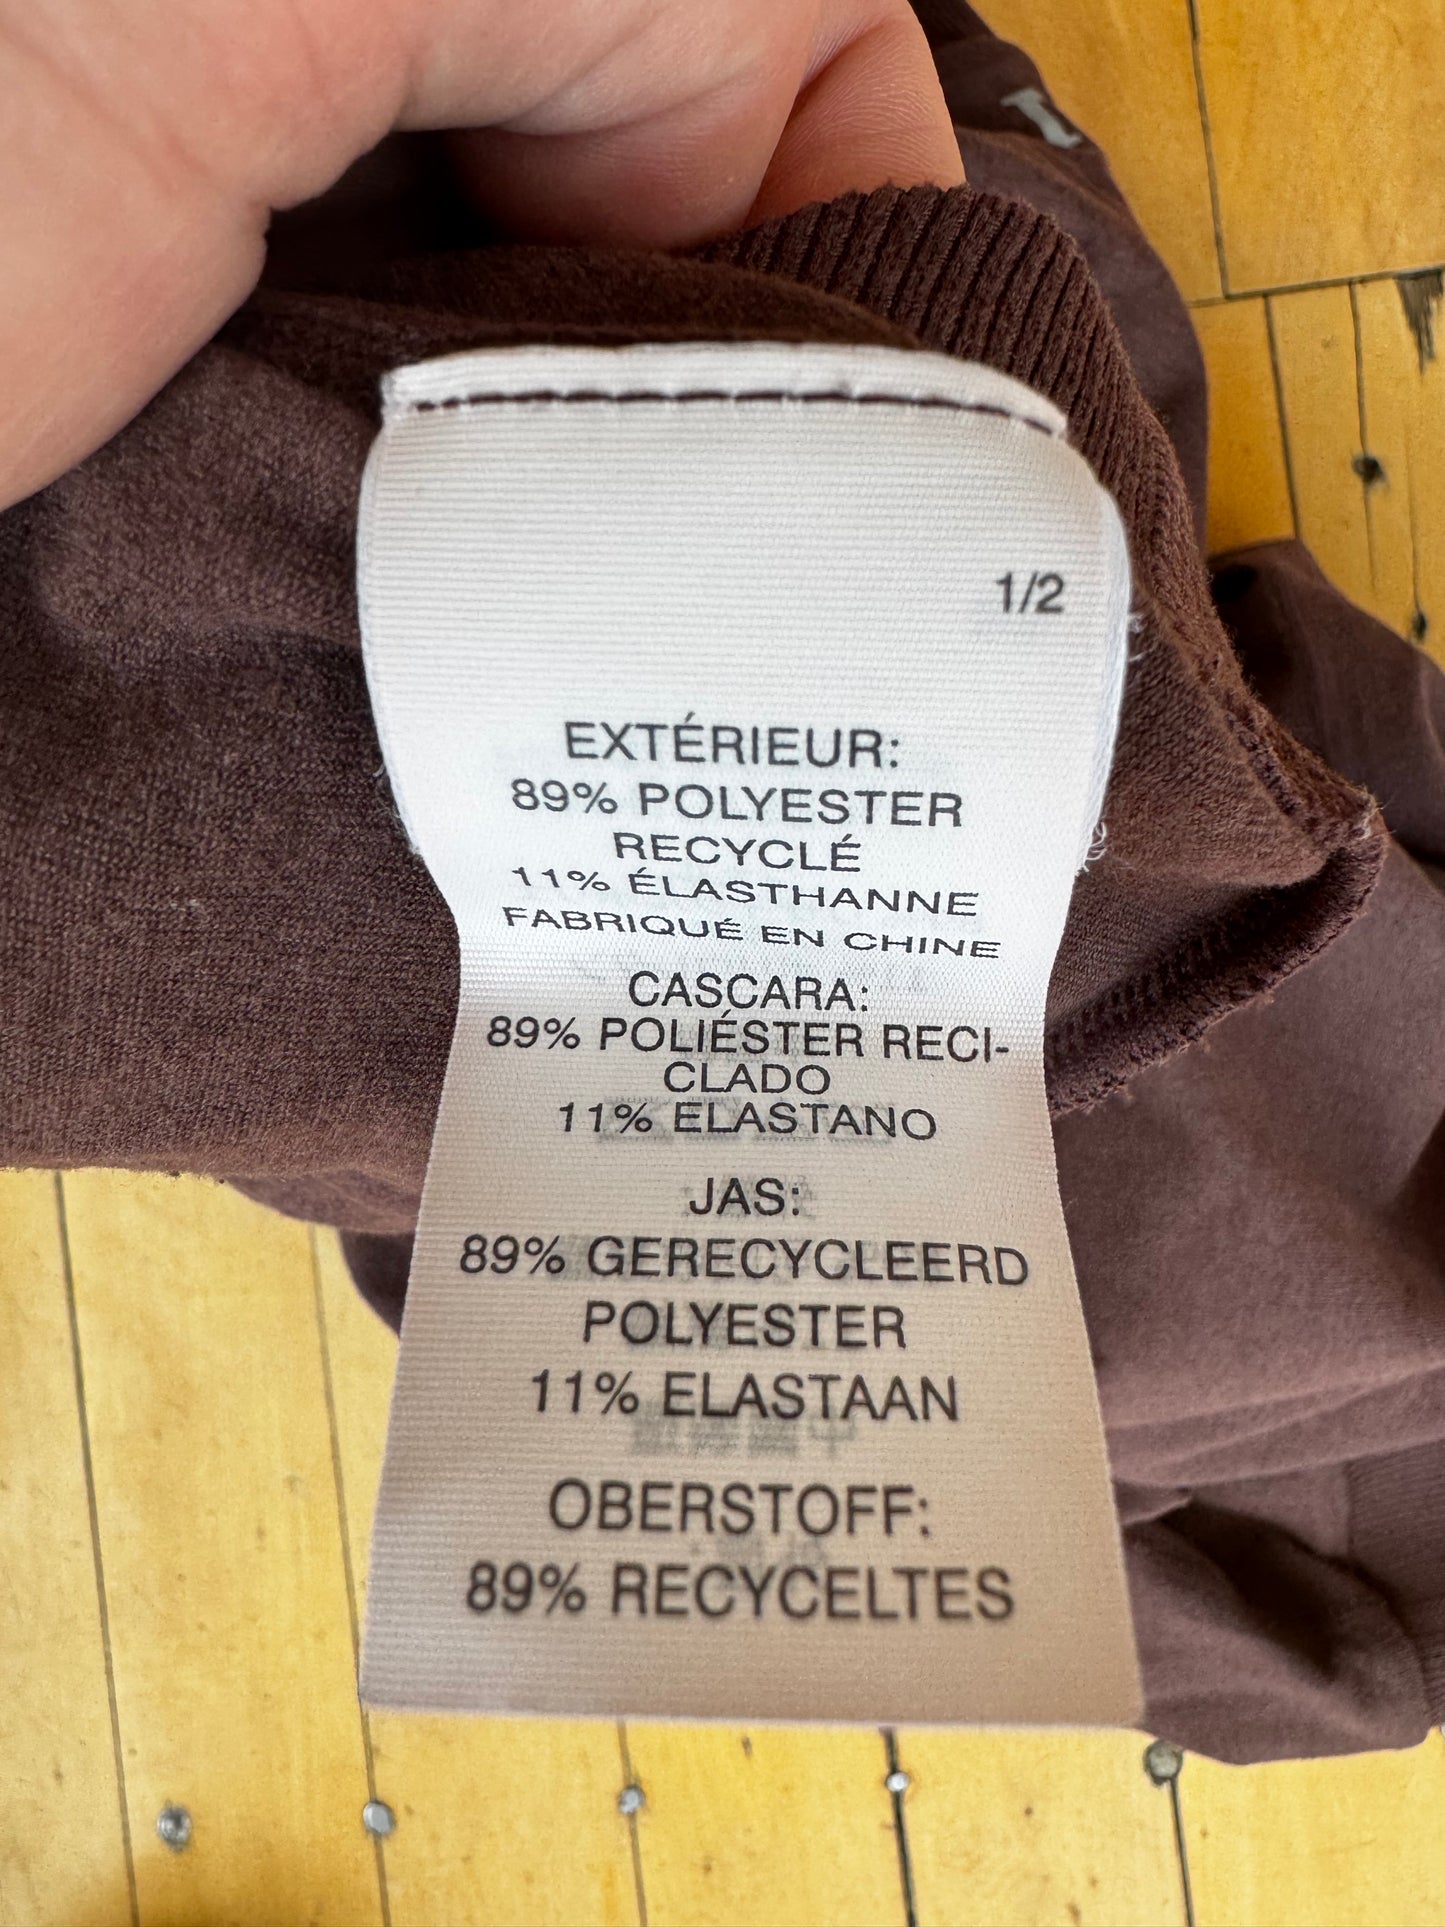 1/2
EXTÉRIEUR:
89% POLYESTER
RECYCLÉ
11% ÉLASTHANNE
FABRIQUÉ EN CHINE
CASCARA:
89% POLIÉSTER RECI-
CLADO
11% ELASTANO
JAS:
89% GERECYCLEERD
POLYESTER
11% ELASTAAN
OBERSTOFF:
89% RECYCELTES